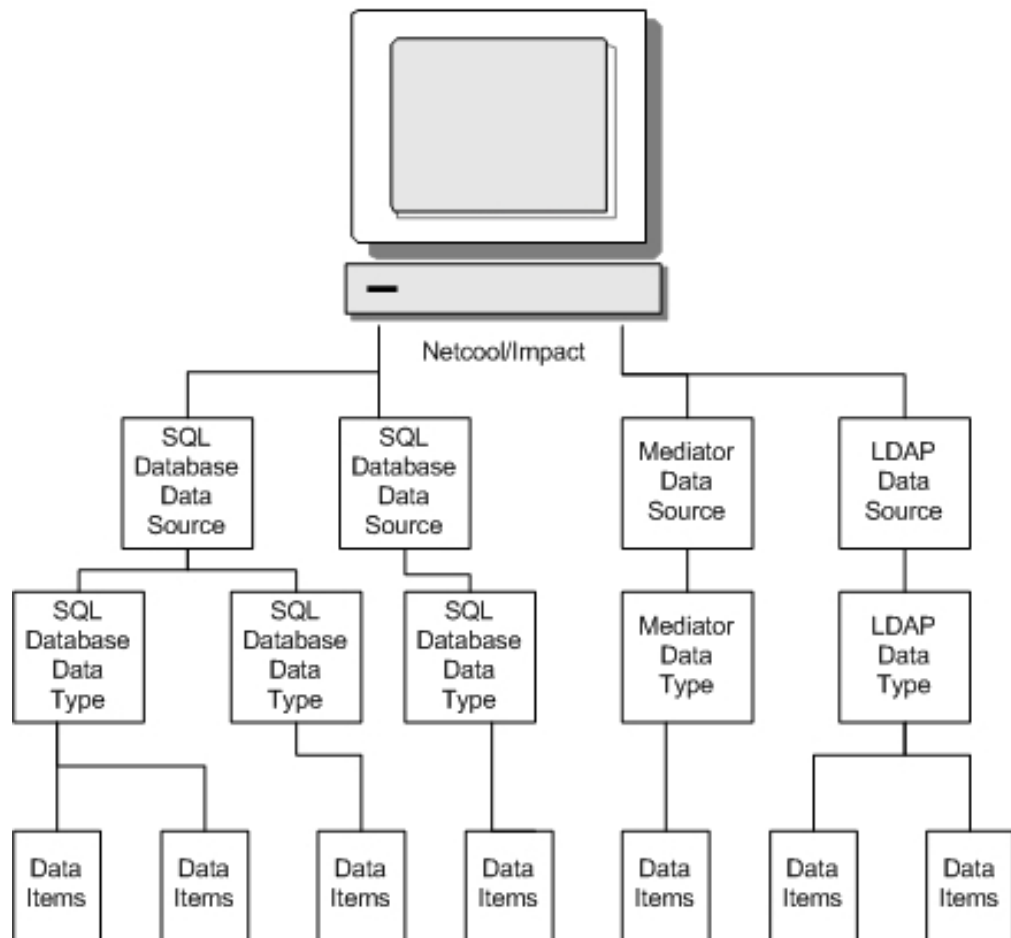 Netcool/Impact
SQL
Database
Data
Source
SQL
Database
Data
Source
Mediator
Data
Source
LDAP
Data
Source
SQL
Database
Data
Type
SQL
Database
Data
Type
SQL
Database
Data
Type
Mediator
Data
Type
LDAP
Data
Type
Data
Items
Data
Items
Data
Items
Data
Items
Data
Items
Data
Items
Data
Items